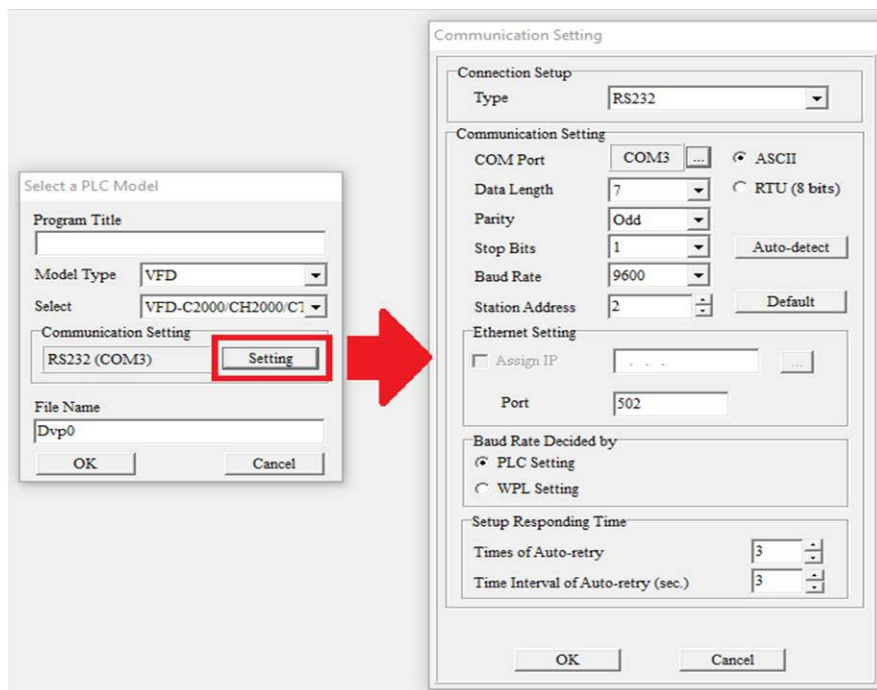 Select a PLC Model
Program Title
Model Type VFD
Select VFD-C2000/CH2000/CT
Communication Setting
RS232 (COM3) Setting
File Name
Dvp0
OK Cancel
Communication Setting
Connection Setup
Type RS232
Communication Setting
COM Port COM3 ... ASCII
Data Length 7 RTU (8 bits)
Parity Odd
Stop Bits 1 Auto-detect
Baud Rate 9600
Station Address 2 Default
Ethernet Setting
Assign IP . . . ...
Port 502
Baud Rate Decided by
PLC Setting
WPL Setting
Setup Responding Time
Times of Auto-retry 3
Time Interval of Auto-retry (sec.) 3
OK Cancel